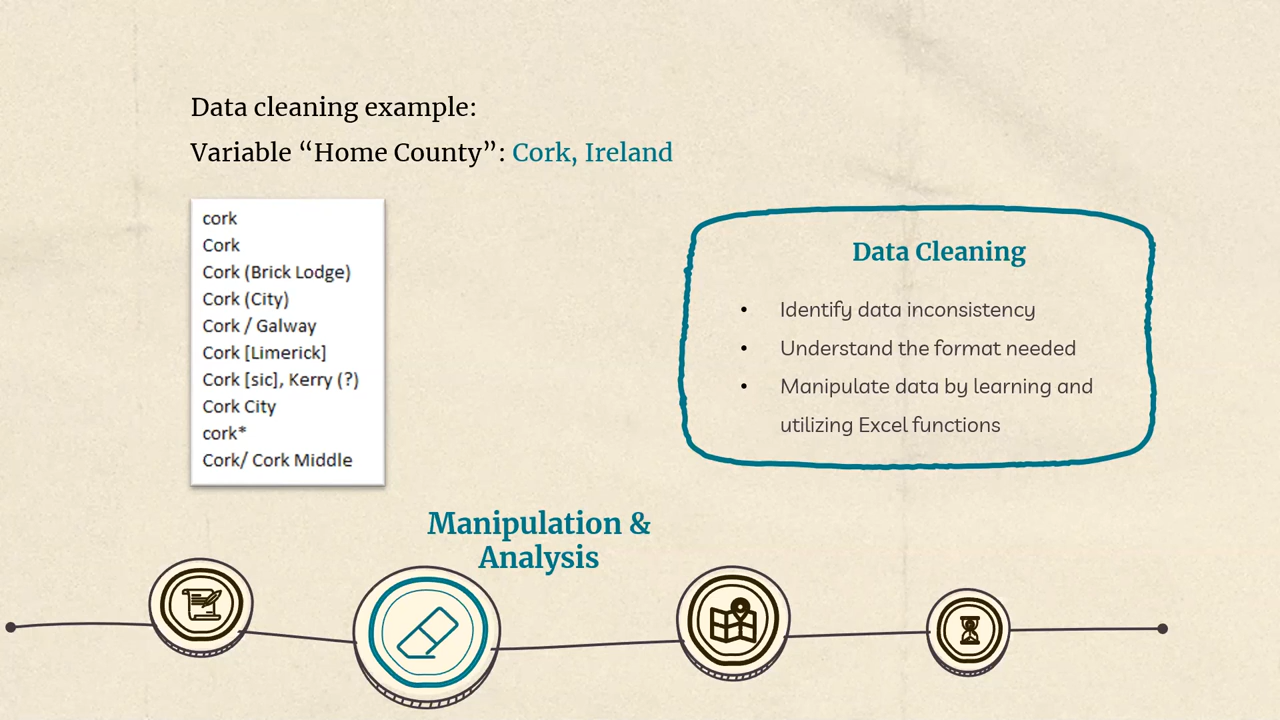 Data cleaning example:
Variable “Home County”: Cork, Ireland
cork
Cork
Cork (Brick Lodge)
Cork (City)
Cork / Galway
Cork [Limerick]
Cork [sic], Kerry (?)
Cork City
cork*
Cork/ Cork Middle
Data Cleaning
• Identify data inconsistency
• Understand the format needed
• Manipulate data by learning and
utilizing Excel functions
Manipulation &
Analysis